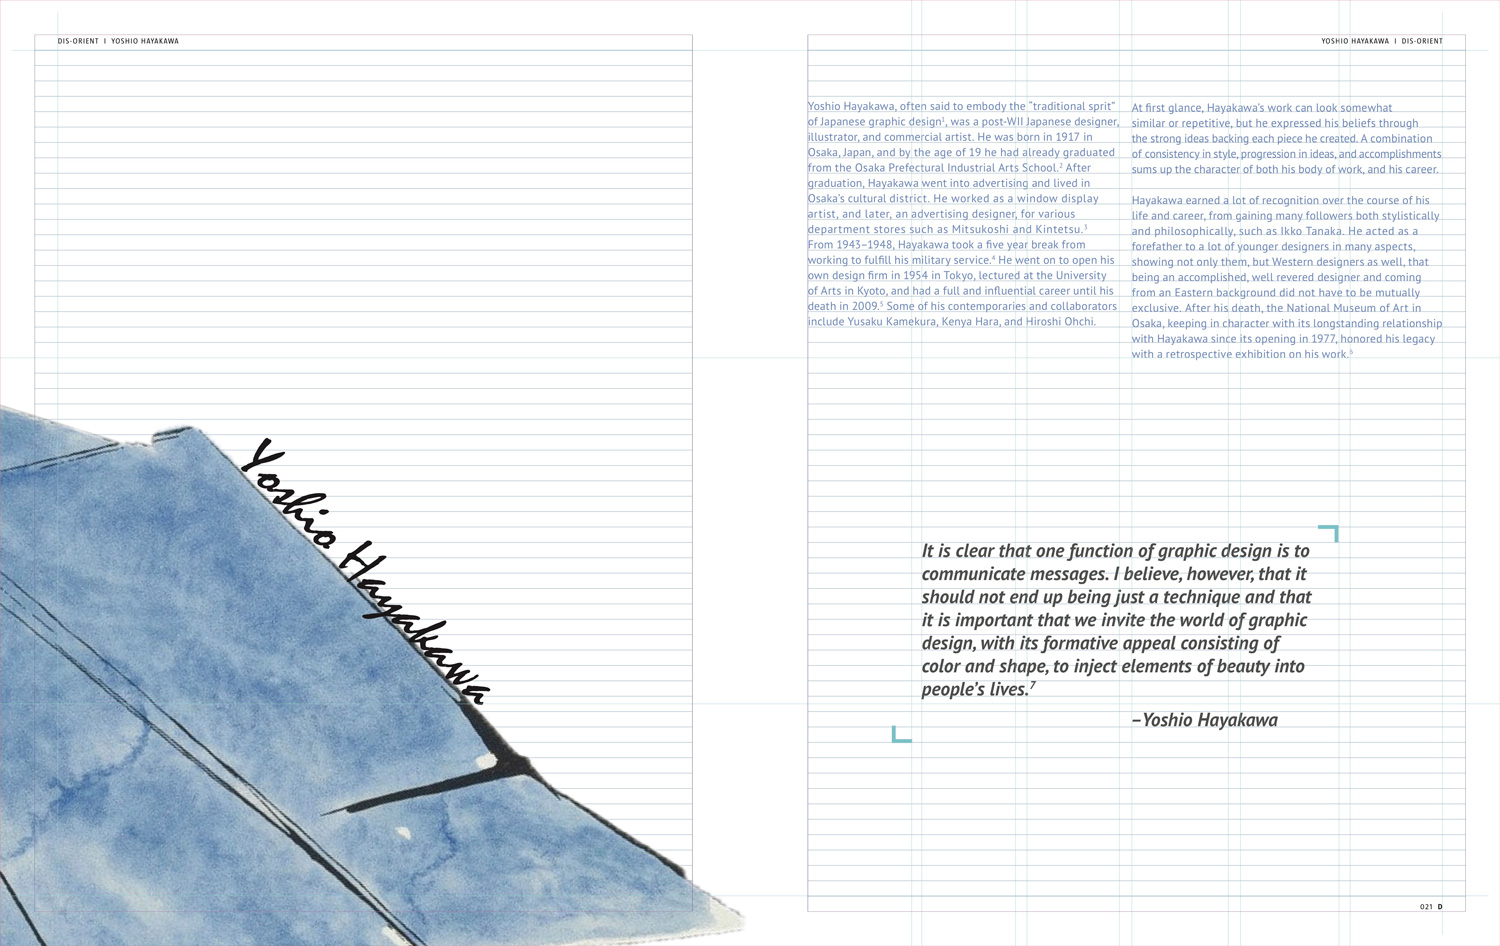 DIS-ORIENT | YOSHIO HAYAKAWA
Yoshio Hayakawa
YOSHIO HAYAKAWA | DIS-ORIENT
Yoshio Hayakawa, often said to embody the “traditional sprit”
of Japanese graphic design¹, was a post-WII Japanese designer,
illustrator, and commercial artist. He was born in 1917 in
Osaka, Japan, and by the age of 19 he had already graduated
from the Osaka Prefectural Industrial Arts School.² After
graduation, Hayakawa went into advertising and lived in
Osaka’s cultural district. He worked as a window display
artist, and later, an advertising designer, for various
department stores such as Mitsukoshi and Kintetsu.³
From 1943–1948, Hayakawa took a five year break from
working to fulfill his military service.⁴ He went on to open his
own design firm in 1954 in Tokyo, lectured at the University
of Arts in Kyoto, and had a full and influential career until his
death in 2009.⁵ Some of his contemporaries and collaborators
include Yusaku Kamekura, Kenya Hara, and Hiroshi Ohchi.
At first glance, Hayakawa’s work can look somewhat
similar or repetitive, but he expressed his beliefs through
the strong ideas backing each piece he created. A combination
of consistency in style, progression in ideas, and accomplishments
sums up the character of both his body of work, and his career.
Hayakawa earned a lot of recognition over the course of his
life and career, from gaining many followers both stylistically
and philosophically, such as Ikko Tanaka. He acted as a
forefather to a lot of younger designers in many aspects,
showing not only them, but Western designers as well, that
being an accomplished, well revered designer and coming
from an Eastern background did not have to be mutually
exclusive. After his death, the National Museum of Art in
Osaka, keeping in character with its longstanding relationship
with Hayakawa since its opening in 1977, honored his legacy
with a retrospective exhibition on his work.⁶
It is clear that one function of graphic design is to
communicate messages. I believe, however, that it
should not end up being just a technique and that
it is important that we invite the world of graphic
design, with its formative appeal consisting of
color and shape, to inject elements of beauty into
people’s lives.⁷
–Yoshio Hayakawa
021 D